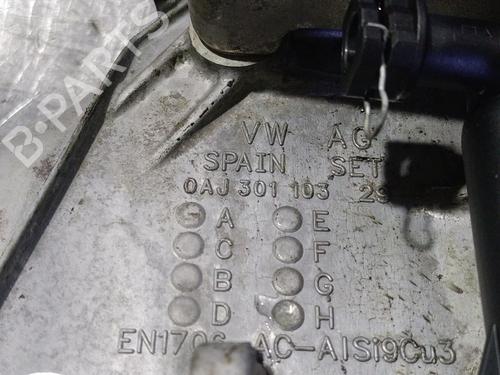 B-PARTS
VW AG
SPAIN SET
0AJ 301 103
A E
C F
B G
D H
EN1706 AC-AlSi9Cu3